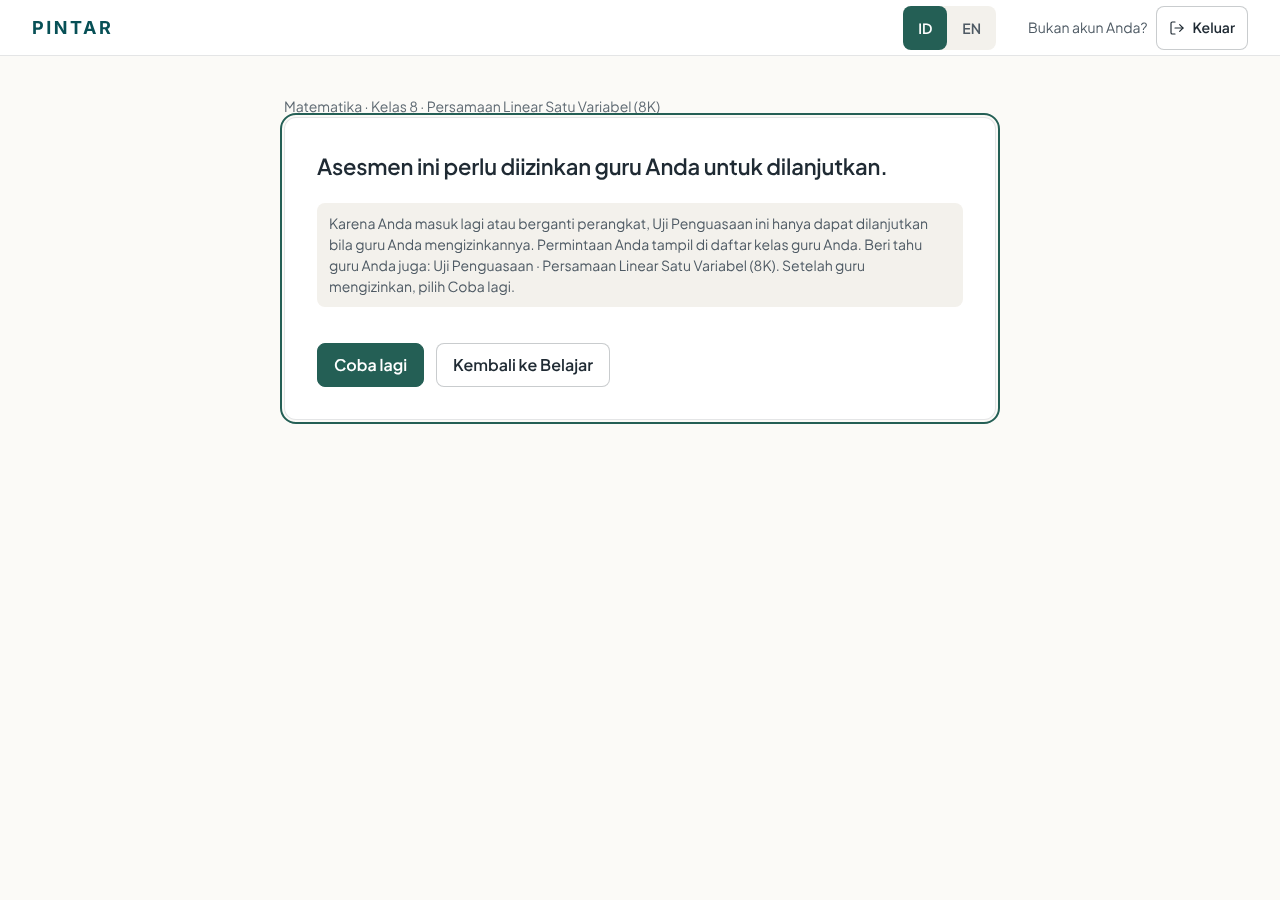 PINTAR
ID
EN
Bukan akun Anda?
Keluar
Matematika · Kelas 8 · Persamaan Linear Satu Variabel (8K)
Asesmen ini perlu diizinkan guru Anda untuk dilanjutkan.
Karena Anda masuk lagi atau berganti perangkat, Uji Penguasaan ini hanya dapat dilanjutkan
bila guru Anda mengizinkannya. Permintaan Anda tampil di daftar kelas guru Anda. Beri tahu
guru Anda juga: Uji Penguasaan · Persamaan Linear Satu Variabel (8K). Setelah guru
mengizinkan, pilih Coba lagi.
Coba lagi
Kembali ke Belajar